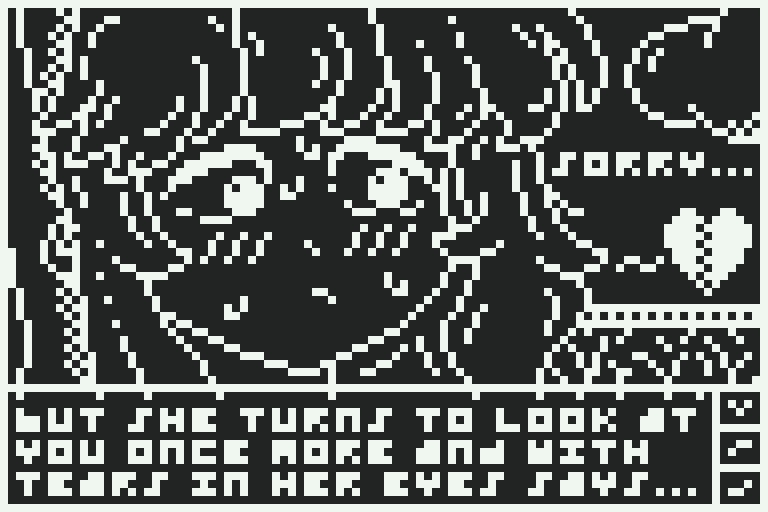 SORRY...
BUT SHE TURNS TO LOOK AT
YOU ONCE MORE AND WITH
TEARS IN HER EYES SAYS...